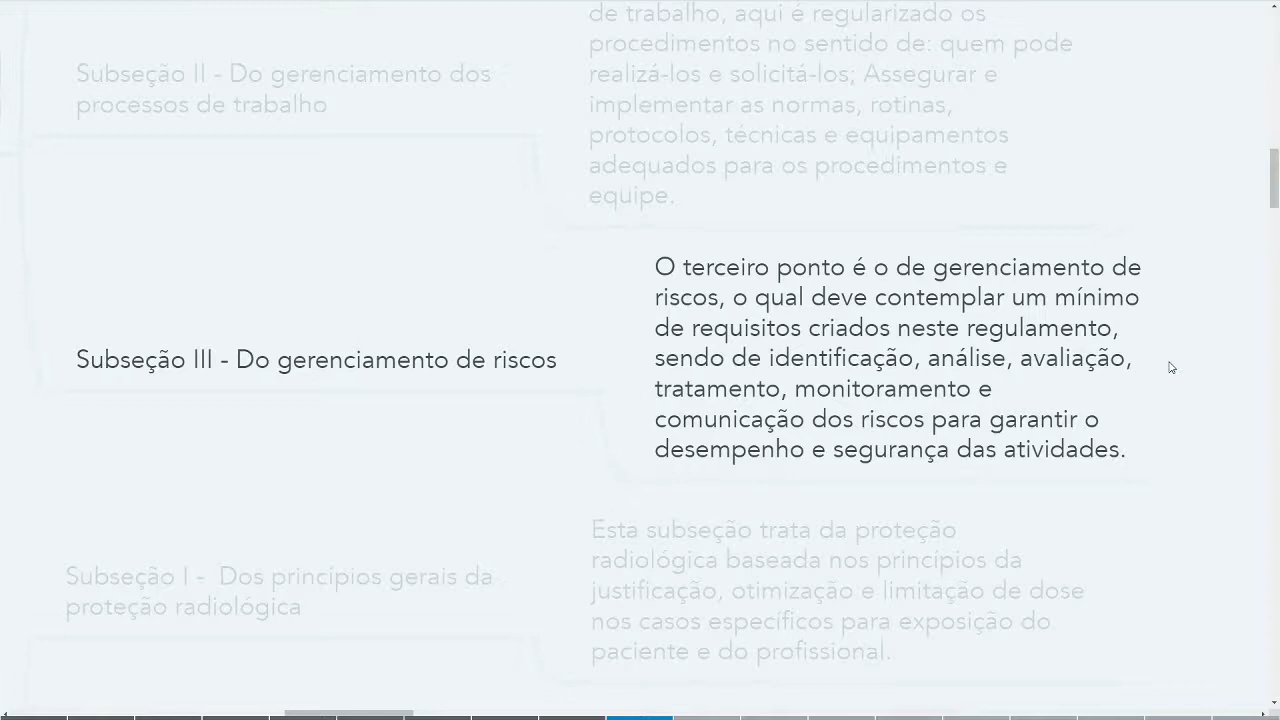 de trabalho, aqui é regularizado os
procedimentos no sentido de: quem pode
realizá-los e solicitá-los; Assegurar e
implementar as normas, rotinas,
protocolos, técnicas e equipamentos
adequados para os procedimentos e
equipe.
Subseção II - Do gerenciamento dos
processos de trabalho
O terceiro ponto é o de gerenciamento de
riscos, o qual deve contemplar um mínimo
de requisitos criados neste regulamento,
sendo de identificação, análise, avaliação,
tratamento, monitoramento e
comunicação dos riscos para garantir o
desempenho e segurança das atividades.
Subseção III - Do gerenciamento de riscos
Esta subseção trata da proteção
radiológica baseada nos princípios da
justificação, otimização e limitação de dose
nos casos específicos para exposição do
paciente e do profissional.
Subseção I - Dos princípios gerais da
proteção radiológica